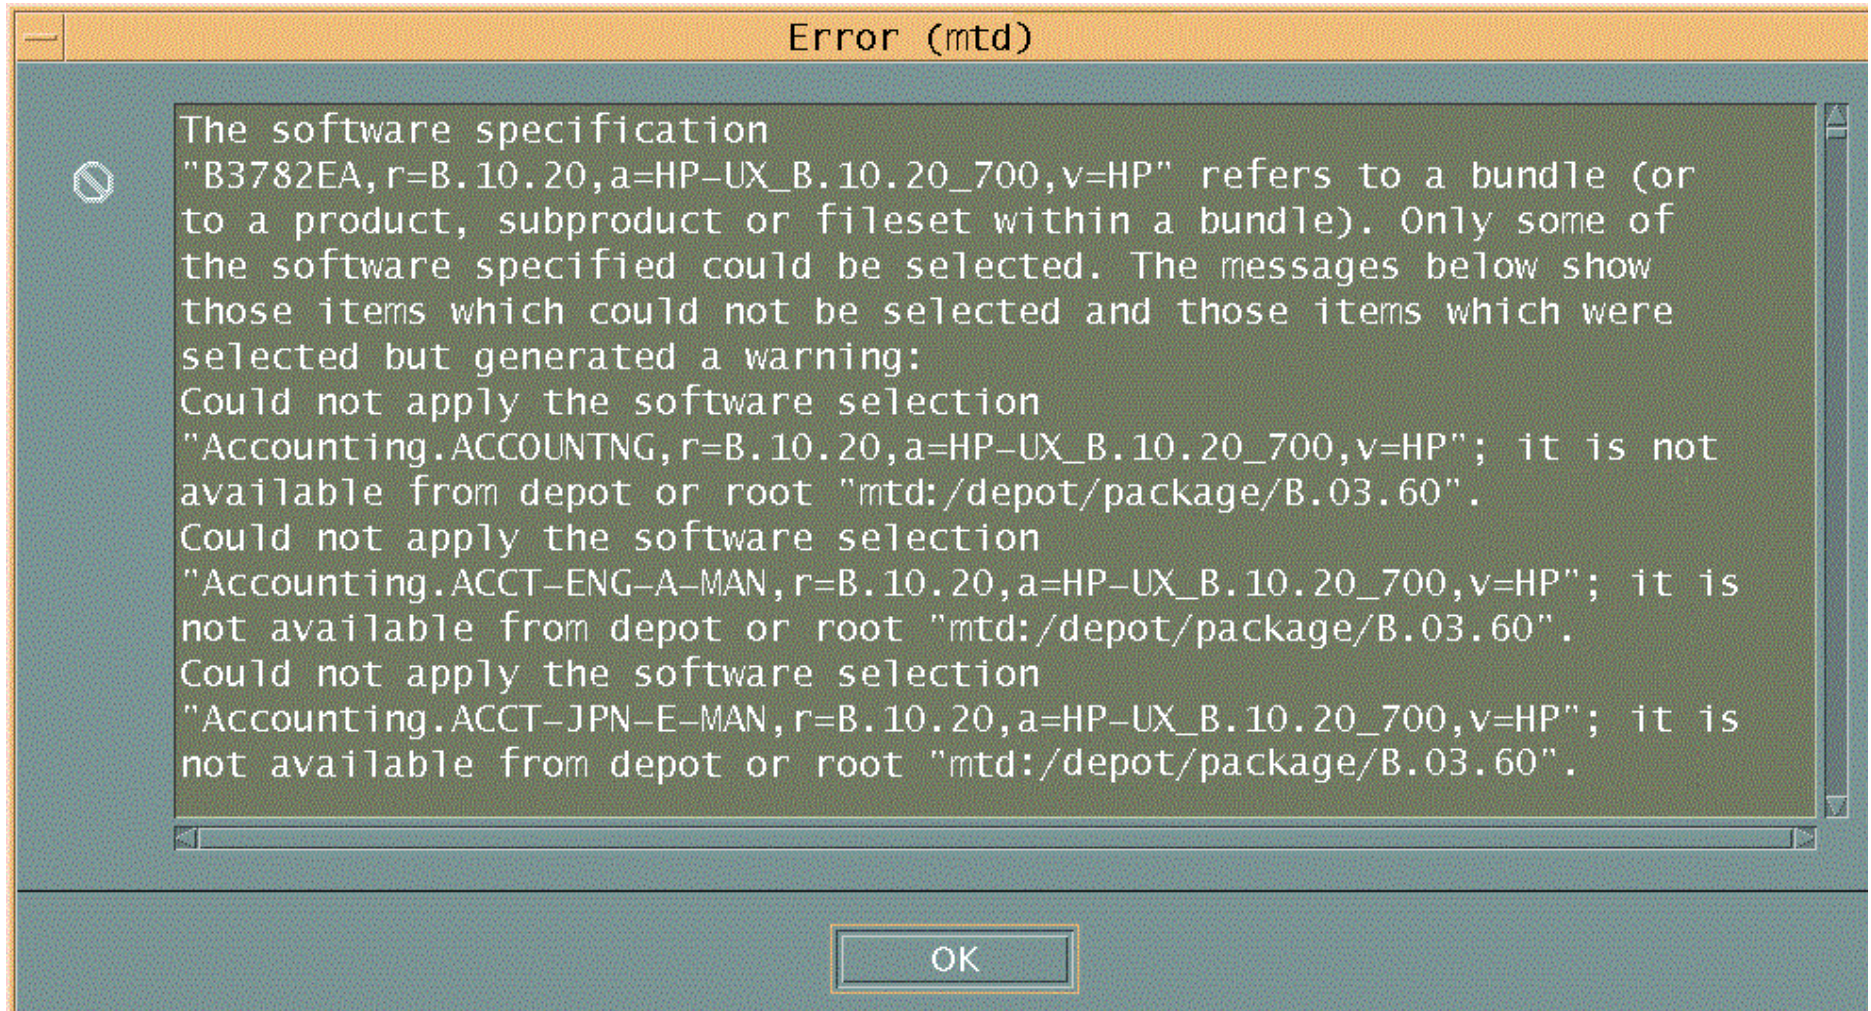 Error (mtd)
The software specification
"B3782EA,r=B.10.20,a=HP-UX_B.10.20_700,v=HP" refers to a bundle (or
to a product, subproduct or fileset within a bundle). Only some of
the software specified could be selected. The messages below show
those items which could not be selected and those items which were
selected but generated a warning:
Could not apply the software selection
"Accounting.ACCOUNTNG,r=B.10.20,a=HP-UX_B.10.20_700,v=HP"; it is not
available from depot or root "mtd:/depot/package/B.03.60".
Could not apply the software selection
"Accounting.ACCT-ENG-A-MAN,r=B.10.20,a=HP-UX_B.10.20_700,v=HP"; it is
not available from depot or root "mtd:/depot/package/B.03.60".
Could not apply the software selection
"Accounting.ACCT-JPN-E-MAN,r=B.10.20,a=HP-UX_B.10.20_700,v=HP"; it is
not available from depot or root "mtd:/depot/package/B.03.60".
OK